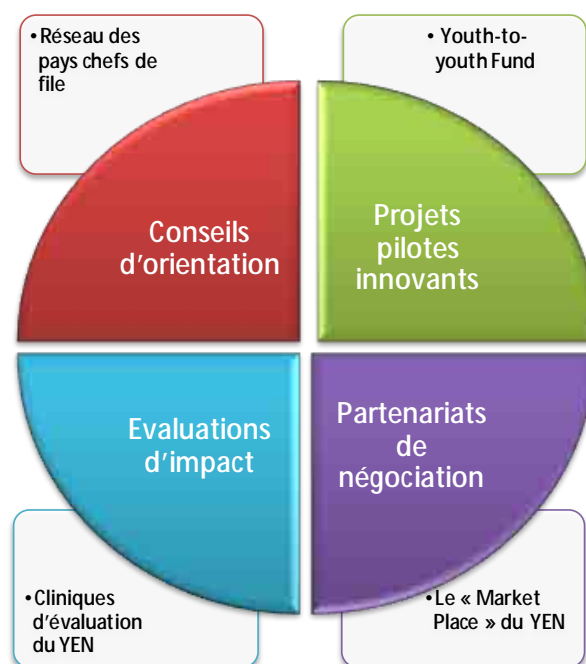 • Réseau des
pays chefs de
file
• Youth-to-
youth Fund
Conseils
d'orientation
Projets
pilotes
innovants
Evaluations
d'impact
Partenariats
de
négociation
• Cliniques
d'évaluation
du YEN
• Le « Market
Place » du YEN